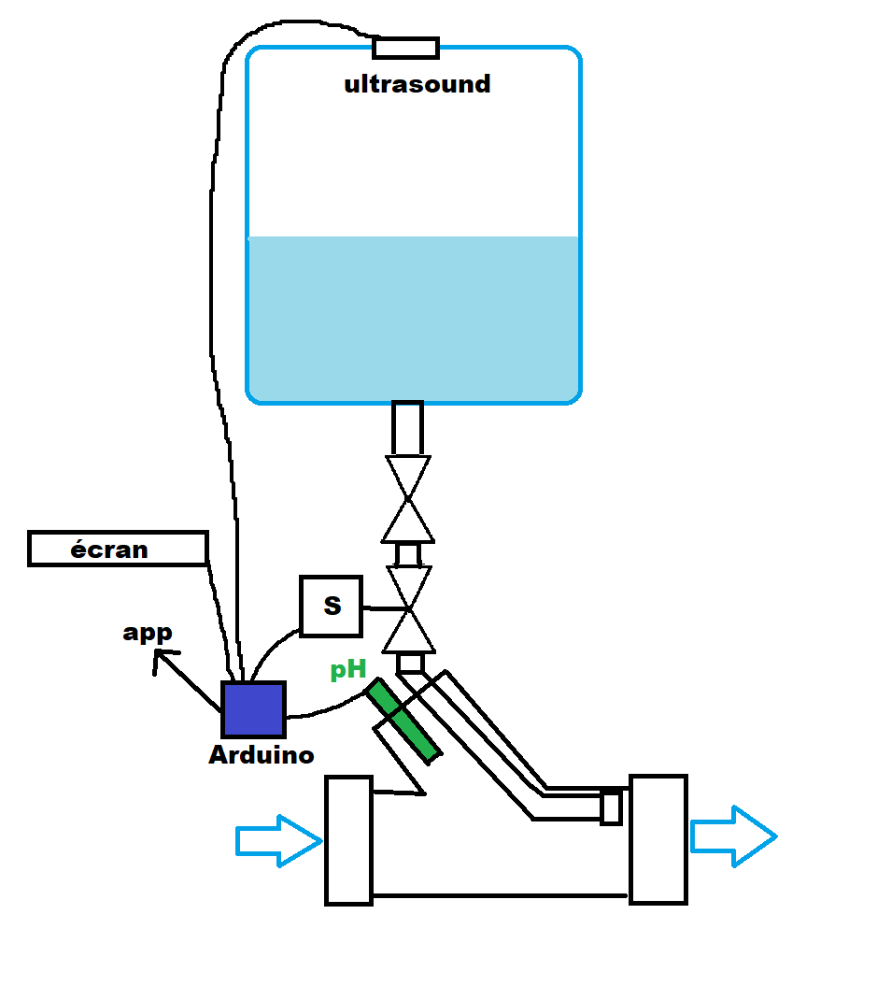 ultrasound
écran
S
app
pH
Arduino